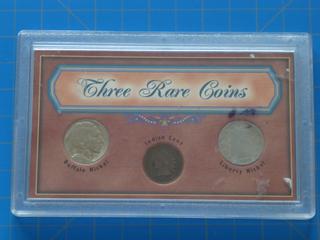 Three Rare Coins
Indian Cent
Buffalo Nickel
Liberty Nickel